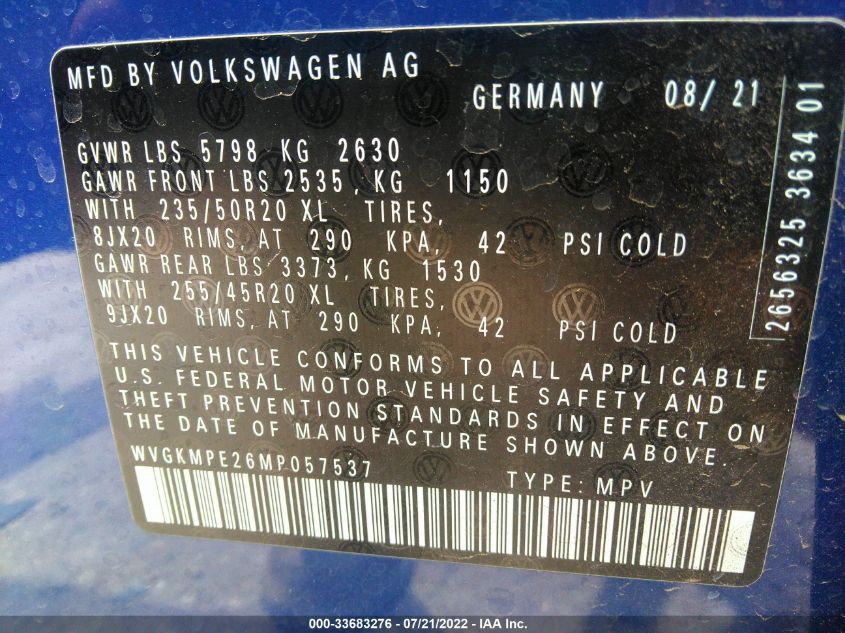 MFD BY VOLKSWAGEN AG
GERMANY 08/ 21
GVWR LBS 5798 KG 2630
GAWR FRONT LBS 2535, KG 1150
WITH 235/50R20 XL TIRES,
8JX20 RIMS, AT 290 KPA, 42 PSI COLD
GAWR REAR LBS 3373, KG 1530
WITH 255/45R20 XL TIRES,
9JX20 RIMS, AT 290 KPA, 42 PSI COLD
THIS VEHICLE CONFORMS TO ALL APPLICABLE
U.S. FEDERAL MOTOR VEHICLE SAFETY AND
THEFT PREVENTION STANDARDS IN EFFECT ON
THE DATE OF MANUFACTURE SHOWN ABOVE.
WVGKMPE26MP057537 TYPE: MPV
2656325 3634 01
000-33683276 - 07/21/2022 - IAA Inc.